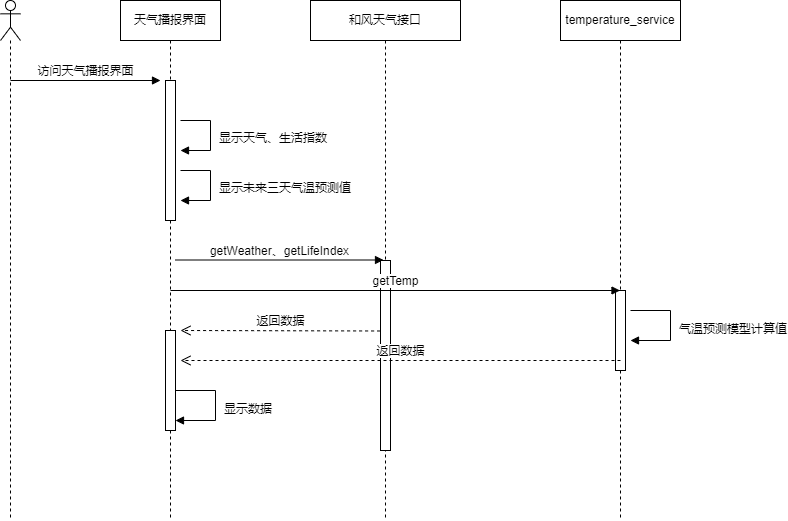 天气播报界面
和风天气接口
temperature_service
访问天气播报界面
显示天气、生活指数
显示未来三天气温预测值
getWeather、getLifeIndex
getTemp
返回数据
气温预测模型计算值
返回数据
显示数据